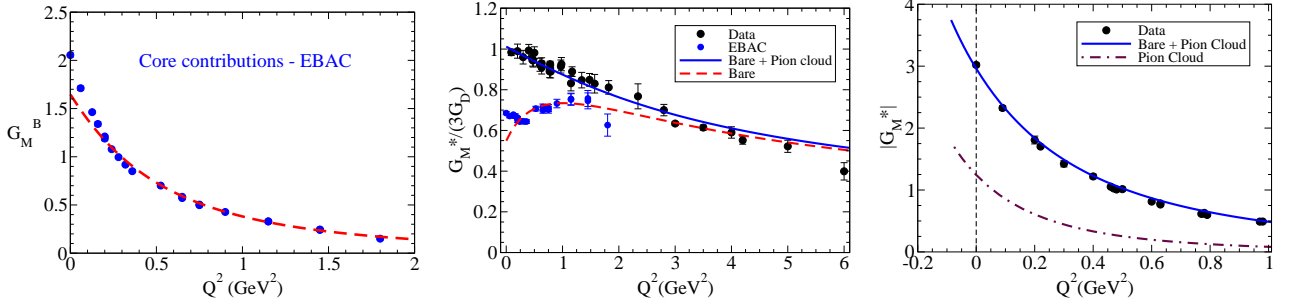 Core contributions - EBAC
G_M^B
2.5
2
1.5
1
0.5
0
0 0.5 1 1.5 2
Q^2 (GeV^2)
Data
EBAC
Bare + Pion cloud
Bare
G_M*/(3G_D)
1.2
1
0.8
0.6
0.4
0.2
0
0 1 2 3 4 5 6
Q^2 (GeV^2)
Data
Bare + Pion Cloud
Pion Cloud
|G_M*|
4
3
2
1
0
-0.2 0 0.2 0.4 0.6 0.8 1
Q^2 (GeV^2)